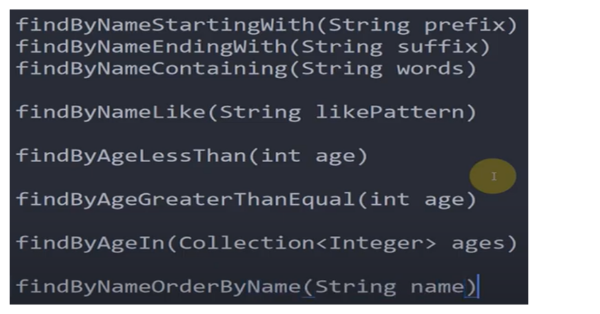 findByNameStartingWith(String prefix)
findByNameEndingWith(String suffix)
findByNameContaining(String words)
findByNameLike(String likePattern)
findByAgeLessThan(int age)
findByAgeGreaterThanEqual(int age)
findByAgeIn(Collection<Integer> ages)
findByNameOrderByName(String name)